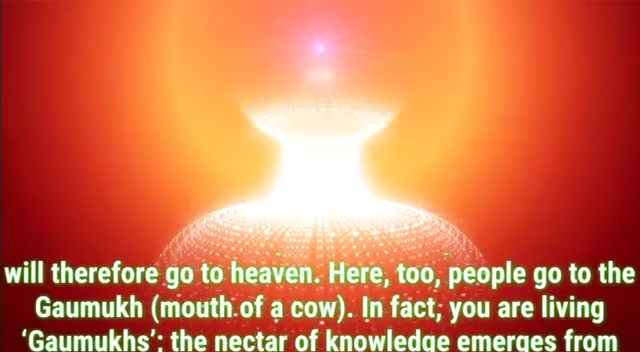 will therefore go to heaven. Here, too, people go to the
Gaumukh (mouth of a cow). In fact, you are living
‘Gaumukhs’; the nectar of knowledge emerges from